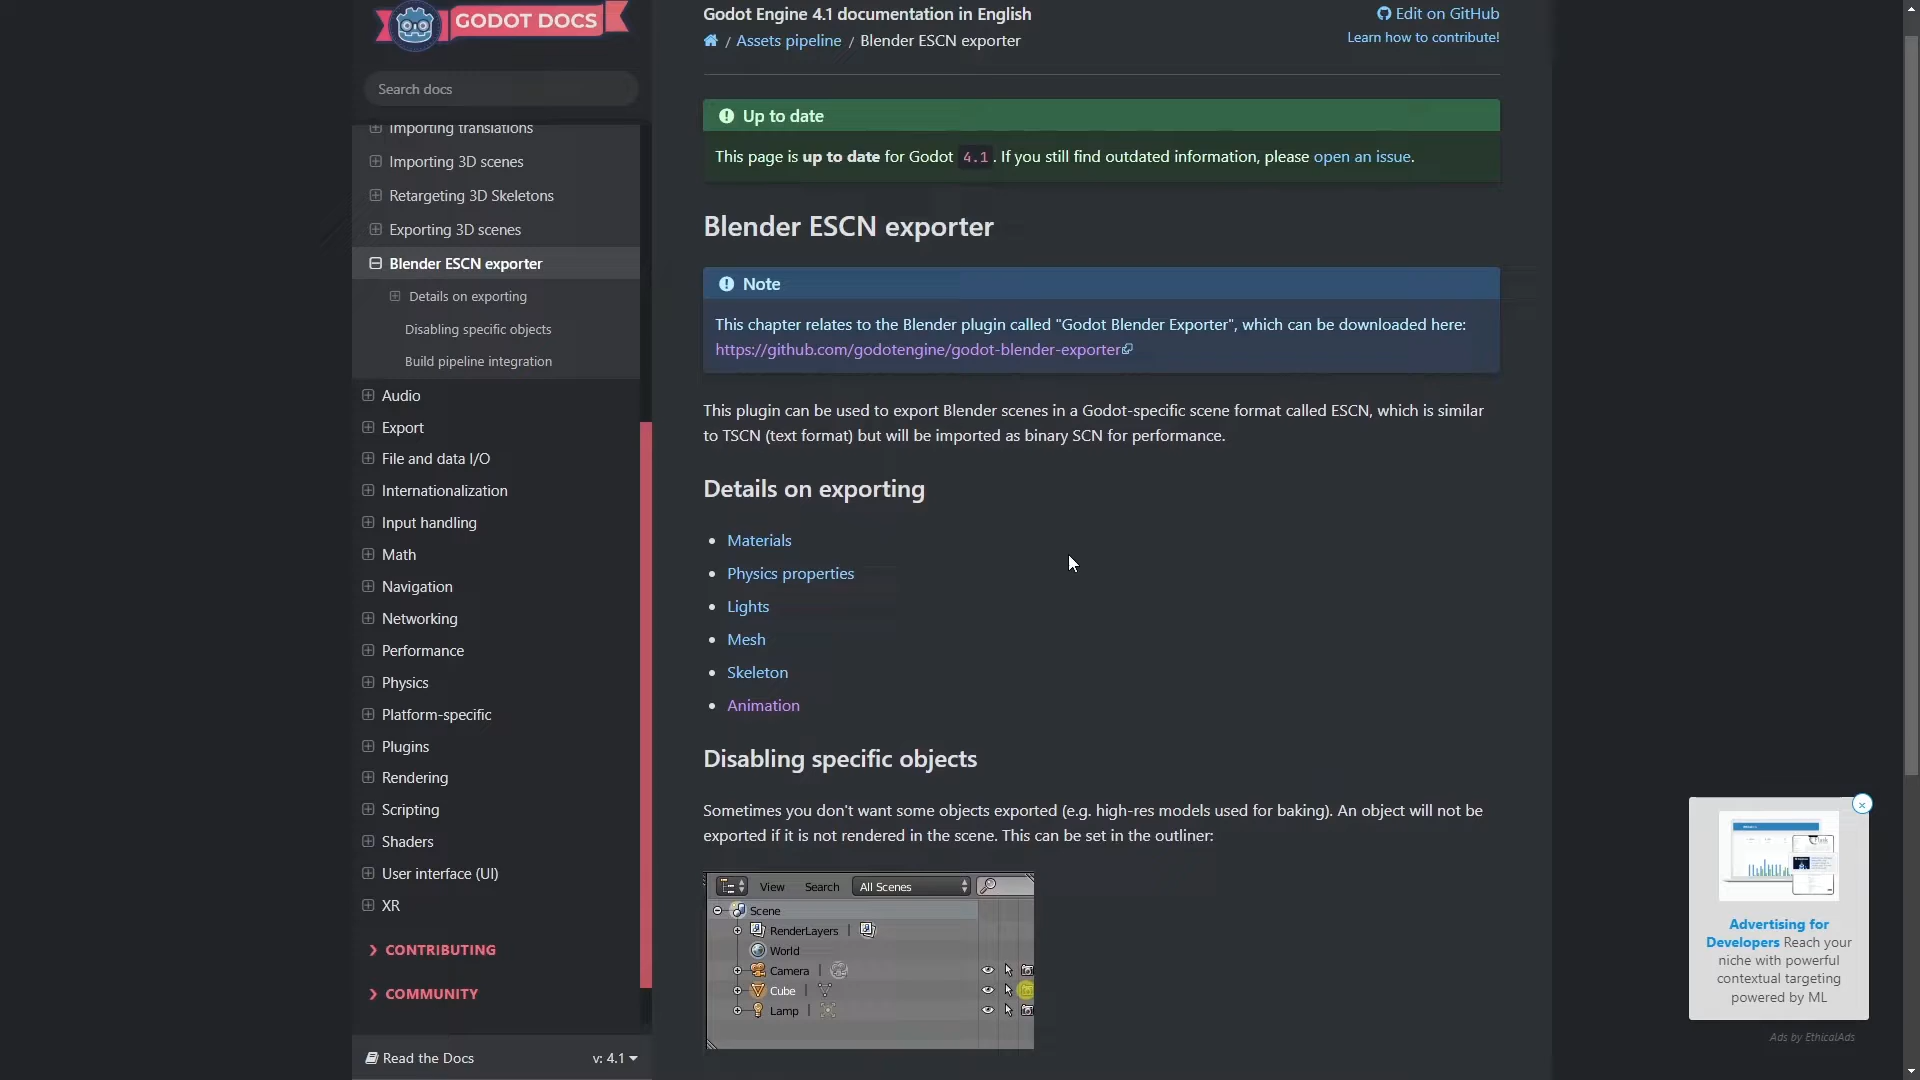 GODOT DOCS
Search docs
Importing translations
Importing 3D scenes
Retargeting 3D Skeletons
Exporting 3D scenes
Blender ESCN exporter
Details on exporting
Disabling specific objects
Build pipeline integration
Audio
Export
File and data I/O
Internationalization
Input handling
Math
Navigation
Networking
Performance
Physics
Platform-specific
Plugins
Rendering
Scripting
Shaders
User interface (UI)
XR
CONTRIBUTING
COMMUNITY
Read the Docs v: 4.1
Godot Engine 4.1 documentation in English
Edit on GitHub
/ Assets pipeline / Blender ESCN exporter
Learn how to contribute!
Up to date
This page is up to date for Godot 4.1. If you still find outdated information, please open an issue.
Blender ESCN exporter
Note
This chapter relates to the Blender plugin called "Godot Blender Exporter", which can be downloaded here:
https://github.com/godotengine/godot-blender-exporter
This plugin can be used to export Blender scenes in a Godot-specific scene format called ESCN, which is similar
to TSCN (text format) but will be imported as binary SCN for performance.
Details on exporting
• Materials
• Physics properties
• Lights
• Mesh
• Skeleton
• Animation
Disabling specific objects
Sometimes you don't want some objects exported (e.g. high-res models used for baking). An object will not be
exported if it is not rendered in the scene. This can be set in the outliner:
View Search All Scenes
Scene
RenderLayers |
World
Camera |
Cube |
Lamp |
Advertising for
Developers Reach your
niche with powerful
contextual targeting
powered by ML
Ads by EthicalAds